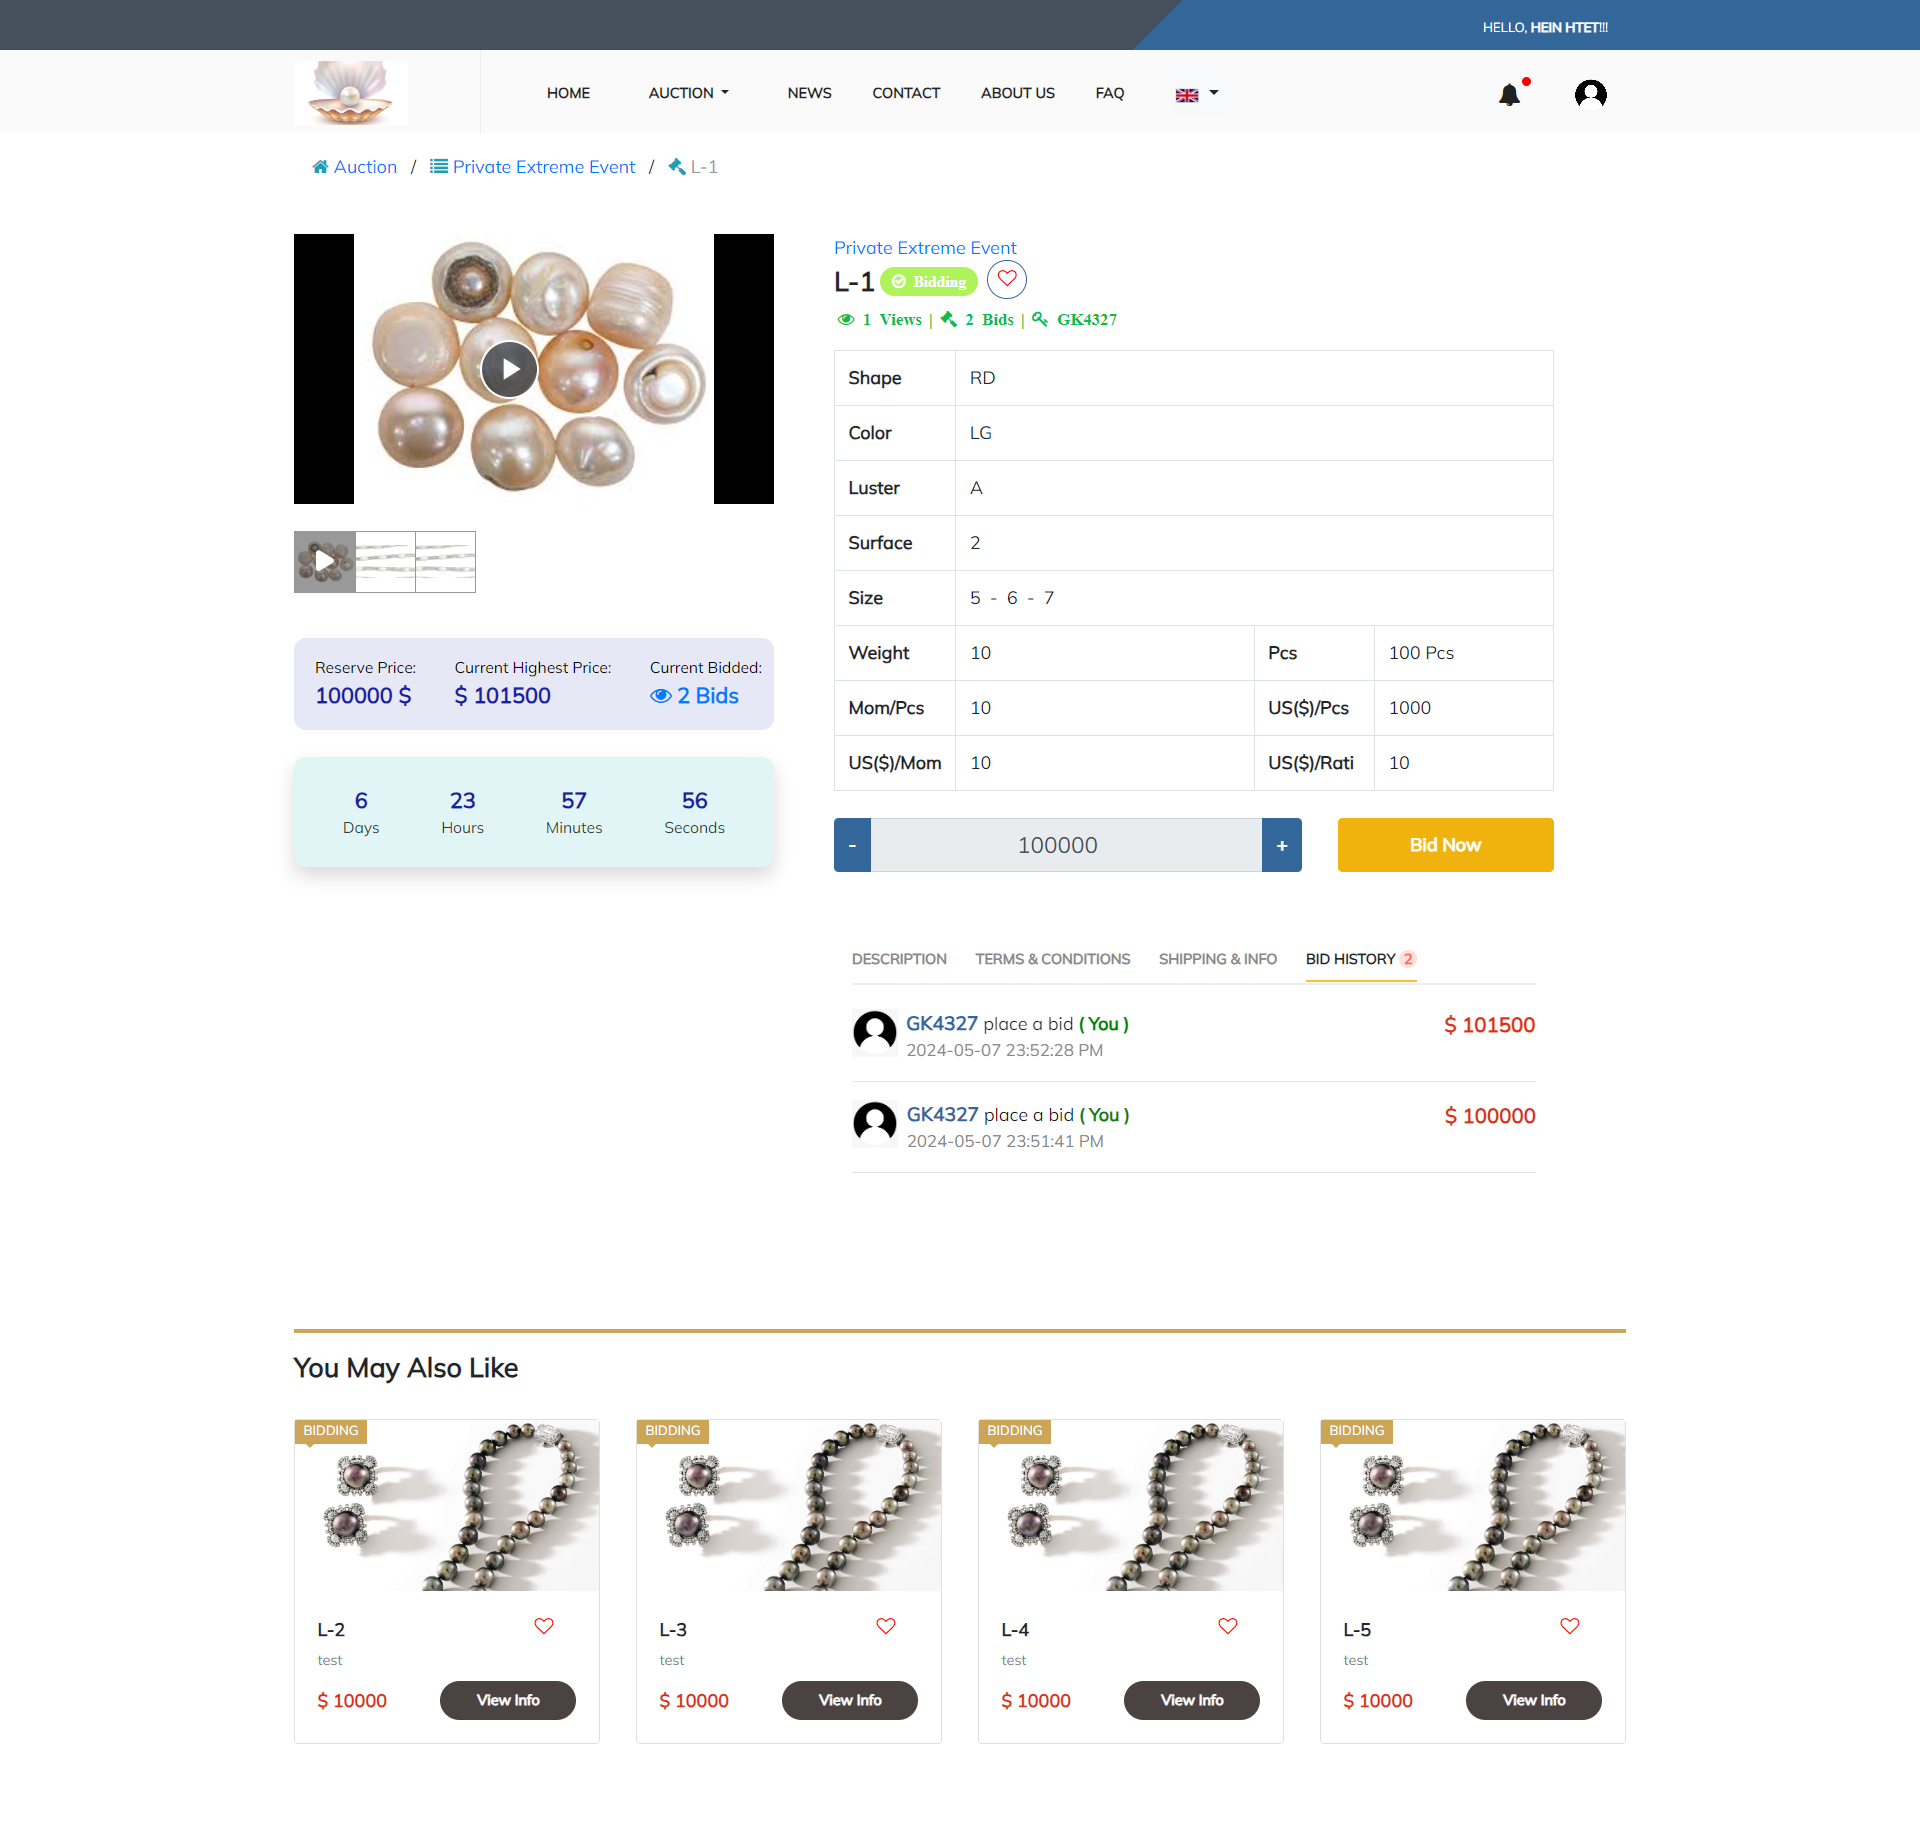 HELLO, HEIN HTET!!!
HOME AUCTION NEWS CONTACT ABOUT US FAQ
Auction / Private Extreme Event / L-1
Private Extreme Event
L-1 Bidding
1 Views | 2 Bids | GK4327
Shape RD
Color LG
Luster A
Surface 2
Size 5 - 6 - 7
Weight 10 Pcs 100 Pcs
Mom/Pcs 10 US($)/Pcs 1000
US($)/Mom 10 US($)/Rati 10
Reserve Price: Current Highest Price: Current Bidded:
100000 $ $ 101500 2 Bids
6 23 57 56
Days Hours Minutes Seconds
- 100000 + Bid Now
DESCRIPTION TERMS & CONDITIONS SHIPPING & INFO BID HISTORY 2
GK4327 place a bid ( You ) $ 101500
2024-05-07 23:52:28 PM
GK4327 place a bid ( You ) $ 100000
2024-05-07 23:51:41 PM
You May Also Like
BIDDING BIDDING BIDDING BIDDING
L-2 L-3 L-4 L-5
test test test test
$ 10000 View Info $ 10000 View Info $ 10000 View Info $ 10000 View Info